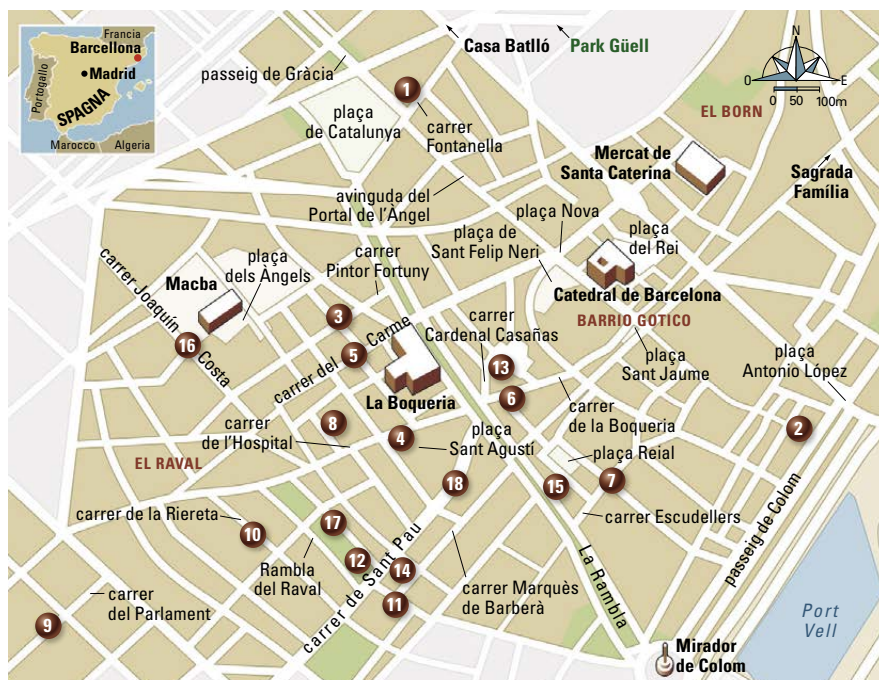 Francia
Barcellona
Madrid
Portogallo
SPAGNA
Marocco
Algeria
Casa Batlló
Park Güell
N
O
E
S
0 50 100m
passeig de Gràcia
1
plaça
de Catalunya
carrer
Fontanella
EL BORN
Mercat de
Santa Caterina
Sagrada
Família
avinguda del
Portal de l'Àngel
plaça Nova
plaça de
Sant Felip Neri
plaça
del Rei
carrer
Pintor Fortuny
plaça
dels Àngels
Macba
carrer Joaquín Costa
Catedral de Barcelona
BARRIO GOTICO
carrer
Cardenal Casañas
3
16
5
carrer del Carme
La Boqueria
13
6
plaça
Sant Jaume
plaça
Antonio López
carrer
de la Boqueria
2
8
carrer
de l'Hospital
4
plaça
Sant Agustí
plaça Reial
EL RAVAL
18
15
7
carrer Escudellers
carrer de la Riereta
10
17
Rambla
del Raval
12
14
11
carrer de Sant Pau
carrer Marquès
de Barberà
La Rambla
passeig de Colom
carrer
del Parlament
9
Port
Vell
Mirador
de Colom